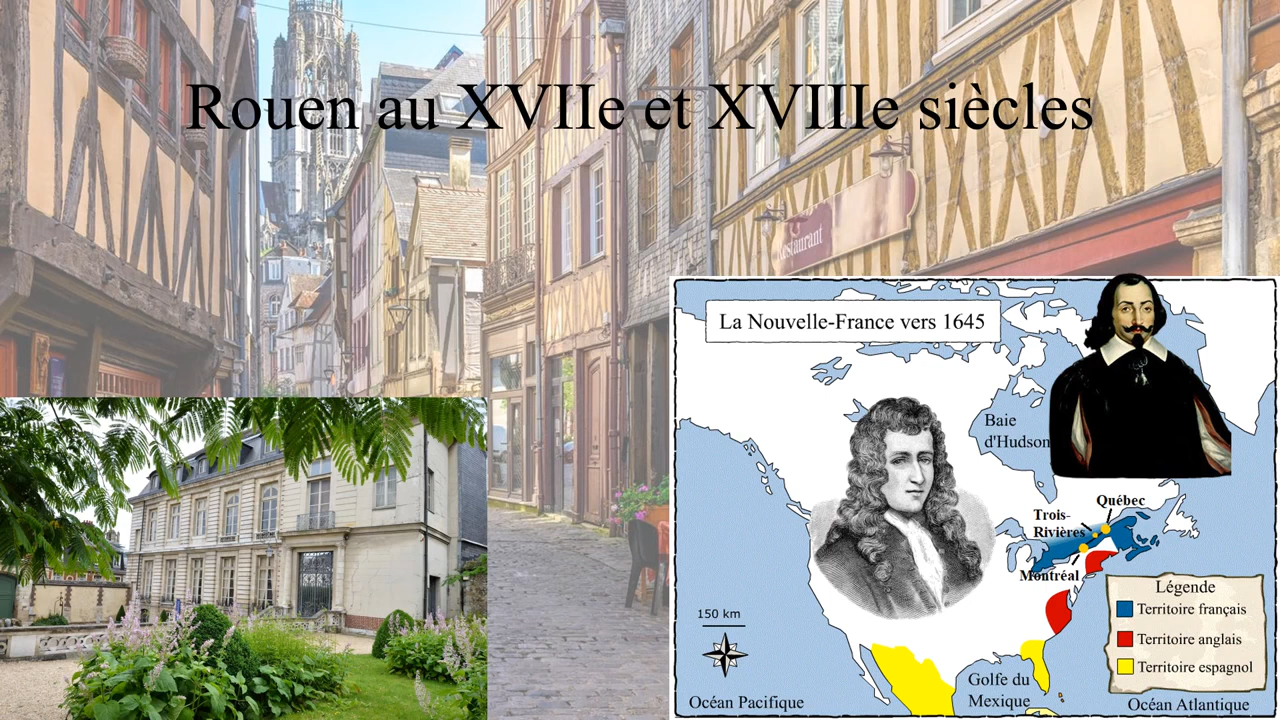 Rouen au XVIIe et XVIIIe siècles
Restaurant
La Nouvelle-France vers 1645
Baie
d'Hudson
Québec
Trois-
Rivières
Montréal
150 km
Légende
Territoire français
Territoire anglais
Territoire espagnol
Golfe du
Mexique
Océan Pacifique
Océan Atlantique